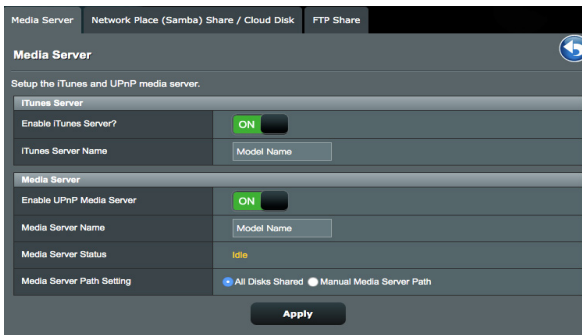 Media Server Network Place (Samba) Share / Cloud Disk FTP Share
Media Server
Setup the iTunes and UPnP media server.
iTunes Server
Enable iTunes Server? ON
iTunes Server Name Model Name
Media Server
Enable UPnP Media Server ON
Media Server Name Model Name
Media Server Status Idle
Media Server Path Setting All Disks Shared Manual Media Server Path
Apply